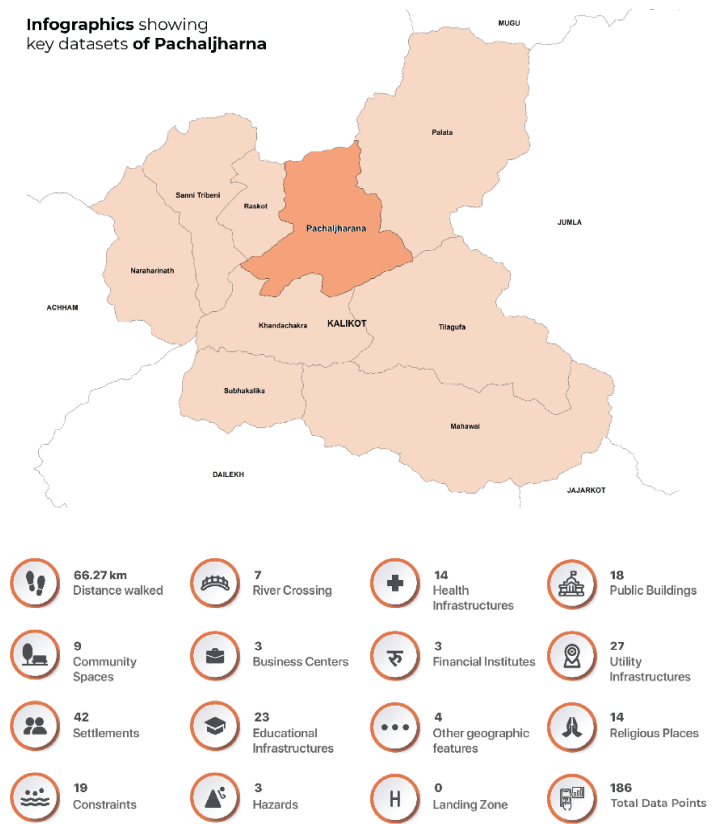 Infographics showing
key datasets of Pachaljharna
MUGU
Palata
Sanni Tribeni
Raskot
JUMLA
Pachaljharana
Naraharinath
ACHHAM
Khandachakra
KALIKOT
Tilagufa
Subhakalika
Mahawai
DAILEKH
JAJARKOT
66.27 km
Distance walked
7
River Crossing
14
Health
Infrastructures
18
Public Buildings
9
Community
Spaces
3
Business Centers
3
Financial Institutes
27
Utility
Infrastructures
42
Settlements
23
Educational
Infrastructures
4
Other geographic
features
14
Religious Places
19
Constraints
3
Hazards
H
0
Landing Zone
186
Total Data Points